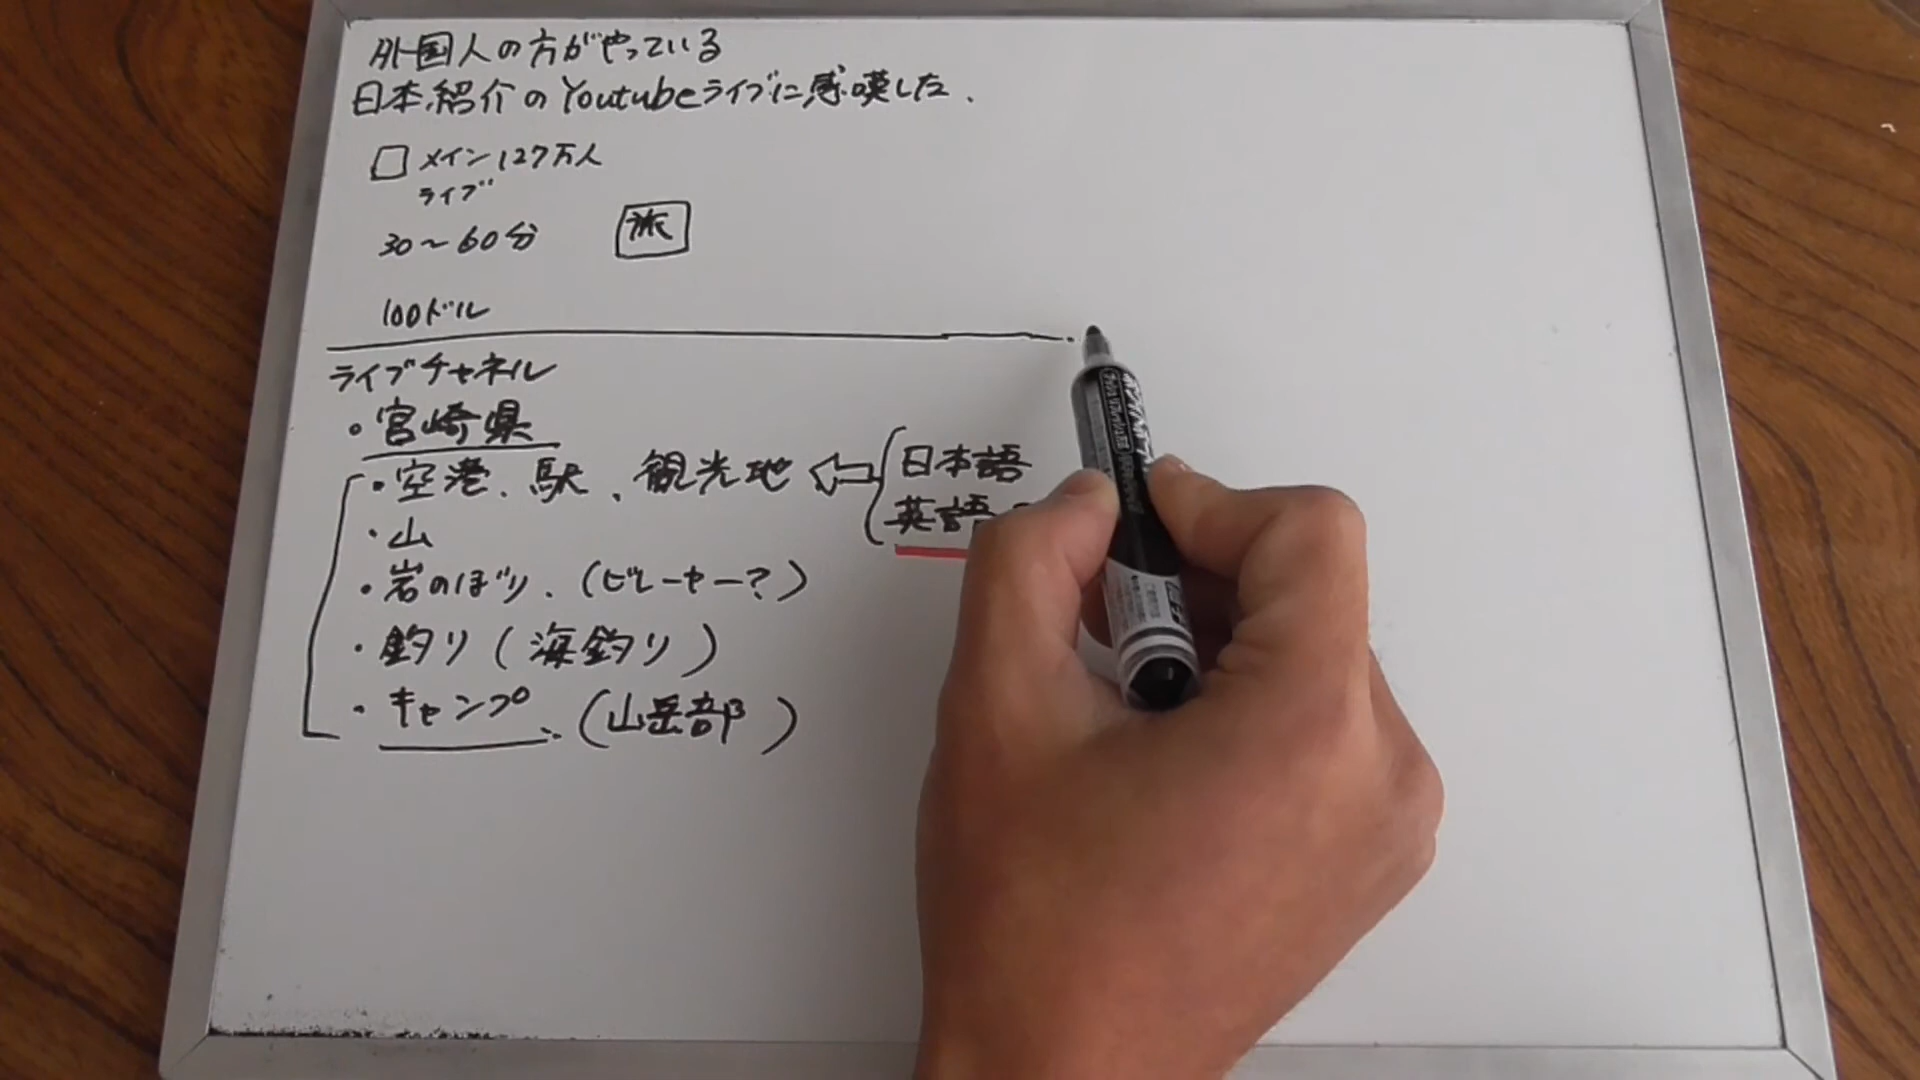 外国人の方がやっている
日本紹介のYoutubeライブに感嘆した.
メイン127万人
ライブ
30〜60分
旅
100ドル
ライブチャネル
・宮崎県
・空港、駅、観光地
日本語
英語
・山
・岩のぼり、(ビレーヤー?)
・釣り(海釣り)
・キャンプ、(山岳部)